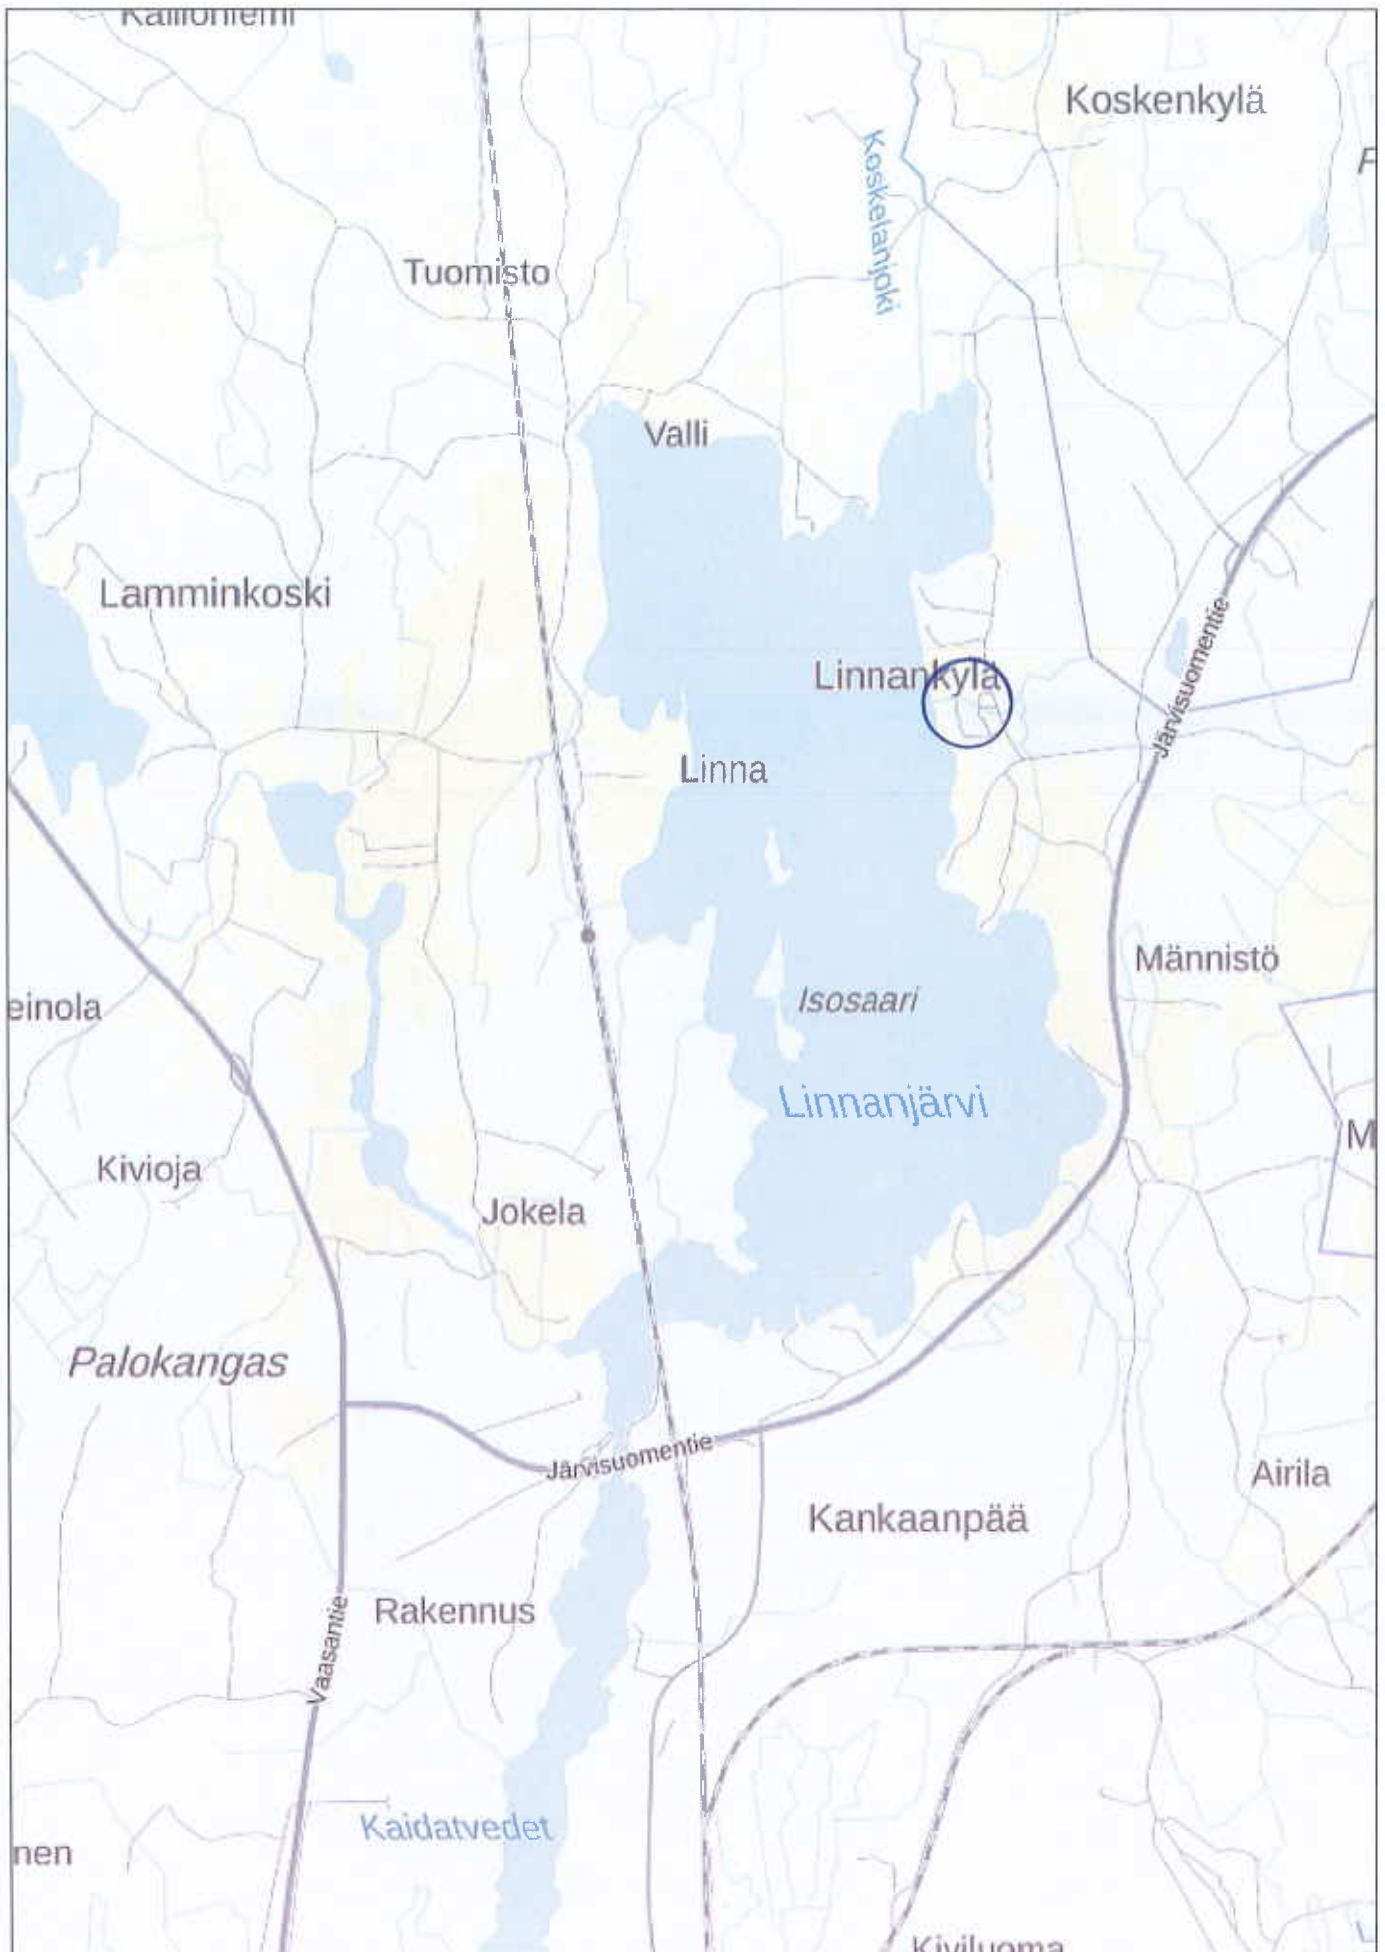 Kallioniemi
Koskenkylä
Koskelanjoki
Tuomisto
Valli
Lamminkoski
Järvisuomentie
Linnankylä
Linna
Männistö
Isosaari
einola
Linnanjärvi
M
Kivioja
Jokela
Palokangas
Järvisuomentie
Airila
Kankaanpää
Rakennus
Vaasantie
Kaidatvedet
nen
Kiviluoma